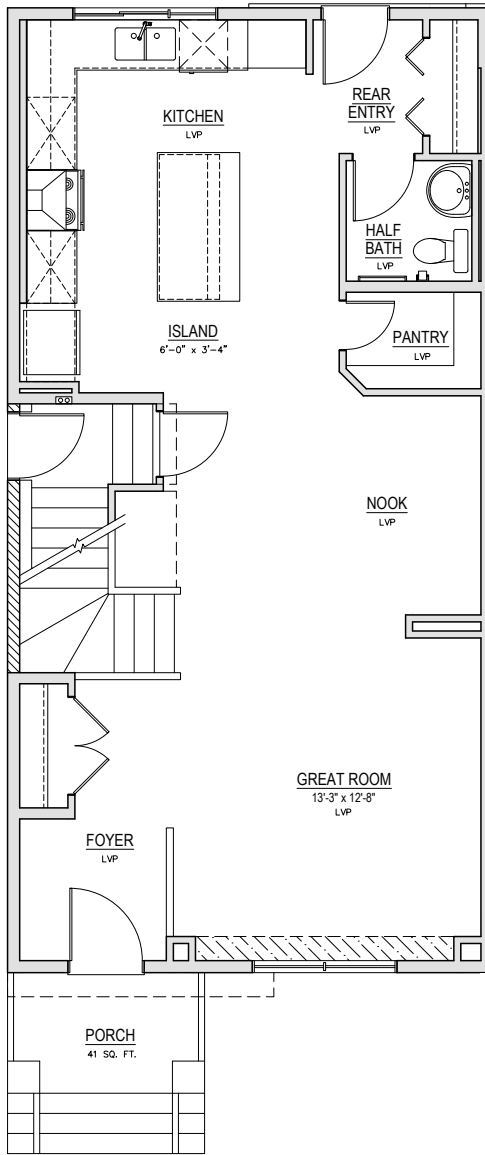 KITCHEN
LVP
REAR
ENTRY
LVP
HALF
BATH
LVP
ISLAND
6'-0" x 3'-4"
PANTRY
LVP
NOOK
LVP
GREAT ROOM
13'-3" x 12'-8"
LVP
FOYER
LVP
PORCH
41 SQ. FT.